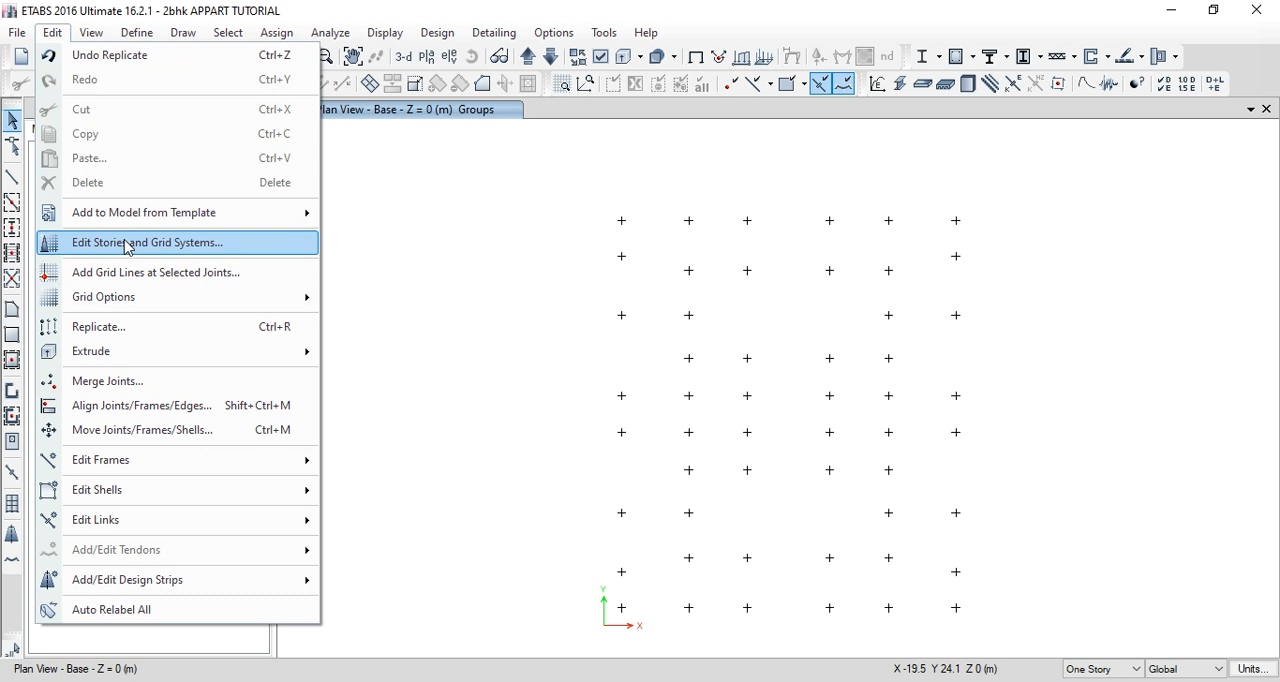 ETABS 2016 Ultimate 16.2.1 - 2bhk APPART TUTORIAL
File Edit View Define Draw Select Assign Analyze Display Design Detailing Options Tools Help
Undo Replicate Ctrl+Z
Redo Ctrl+Y
Cut Ctrl+X
Copy Ctrl+C
Paste... Ctrl+V
Delete Delete
Add to Model from Template
Edit Stories and Grid Systems...
Add Grid Lines at Selected Joints...
Grid Options
Replicate... Ctrl+R
Extrude
Merge Joints...
Align Joints/Frames/Edges... Shift+Ctrl+M
Move Joints/Frames/Shells... Ctrl+M
Edit Frames
Edit Shells
Edit Links
Add/Edit Tendons
Add/Edit Design Strips
Auto Relabel All
3-d
nd
all
lan View - Base - Z = 0 (m) Groups
Y
X
Plan View - Base - Z = 0 (m)
X -19.5 Y 24.1 Z 0 (m)
One Story
Global
Units...